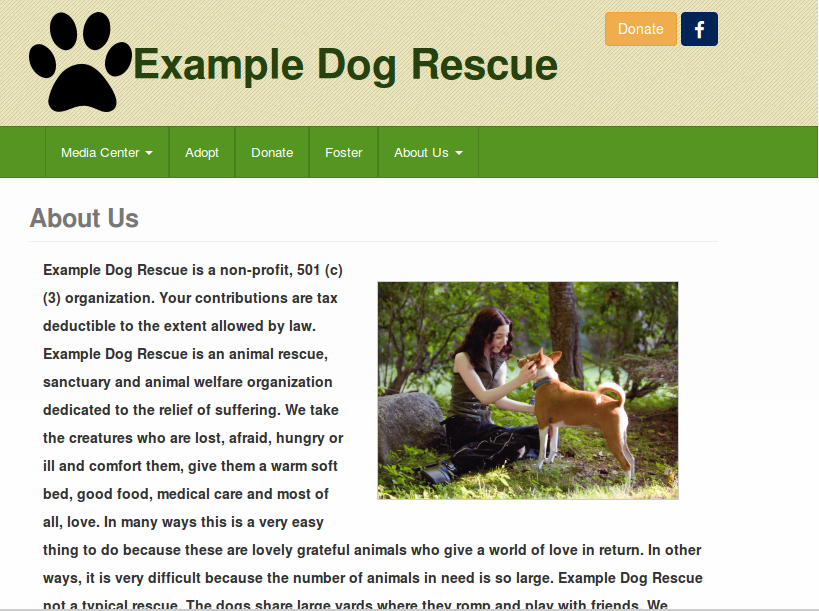 Donate
Example Dog Rescue
Media Center
Adopt
Donate
Foster
About Us
About Us
Example Dog Rescue is a non-profit, 501 (c)
(3) organization. Your contributions are tax
deductible to the extent allowed by law.
Example Dog Rescue is an animal rescue,
sanctuary and animal welfare organization
dedicated to the relief of suffering. We take
the creatures who are lost, afraid, hungry or
ill and comfort them, give them a warm soft
bed, good food, medical care and most of
all, love. In many ways this is a very easy
thing to do because these are lovely grateful animals who give a world of love in return. In other
ways, it is very difficult because the number of animals in need is so large. Example Dog Rescue
not a typical rescue. The dogs share large yards where they romp and play with friends. We